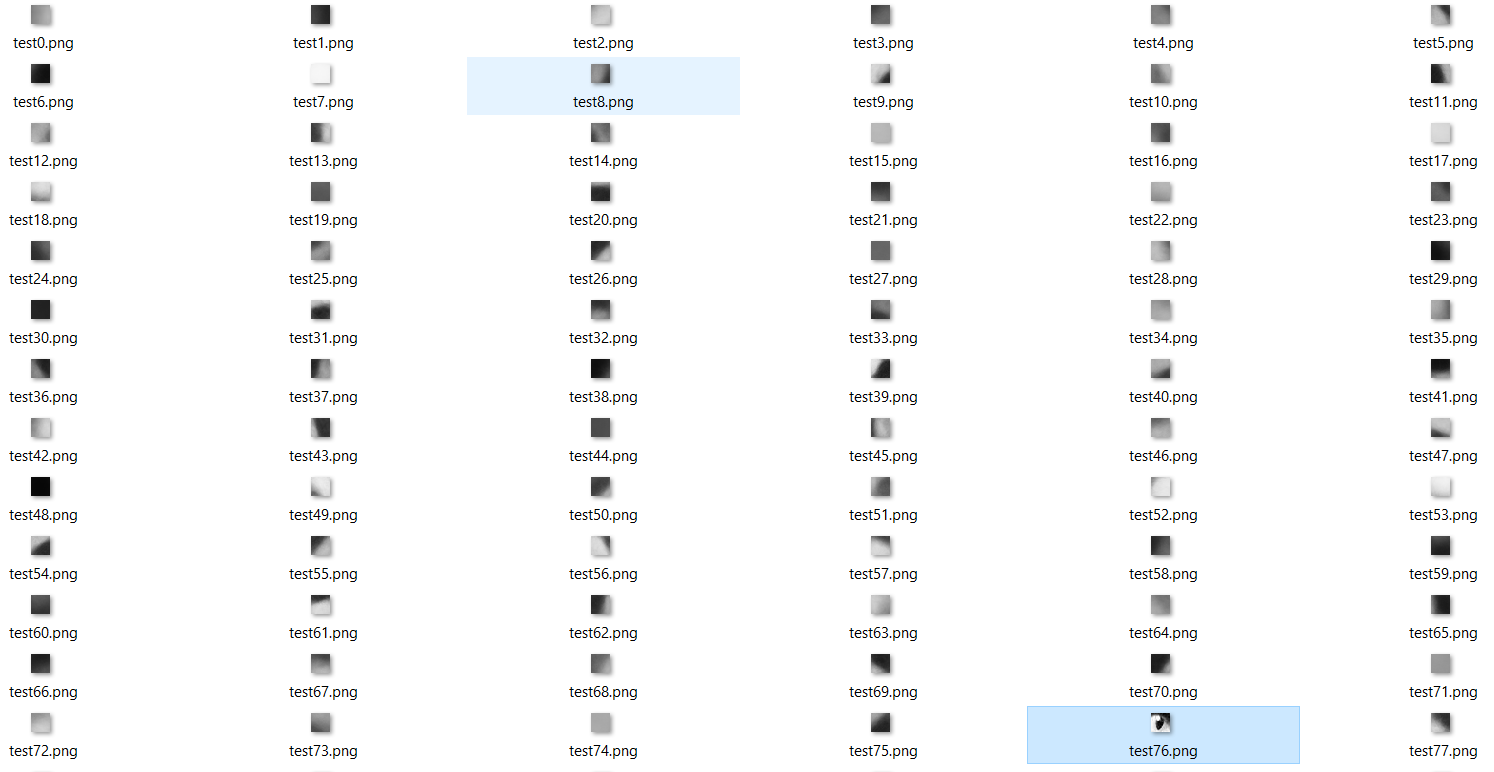 test0.png test1.png test2.png test3.png test4.png test5.png
test6.png test7.png test8.png test9.png test10.png test11.png
test12.png test13.png test14.png test15.png test16.png test17.png
test18.png test19.png test20.png test21.png test22.png test23.png
test24.png test25.png test26.png test27.png test28.png test29.png
test30.png test31.png test32.png test33.png test34.png test35.png
test36.png test37.png test38.png test39.png test40.png test41.png
test42.png test43.png test44.png test45.png test46.png test47.png
test48.png test49.png test50.png test51.png test52.png test53.png
test54.png test55.png test56.png test57.png test58.png test59.png
test60.png test61.png test62.png test63.png test64.png test65.png
test66.png test67.png test68.png test69.png test70.png test71.png
test72.png test73.png test74.png test75.png test76.png test77.png